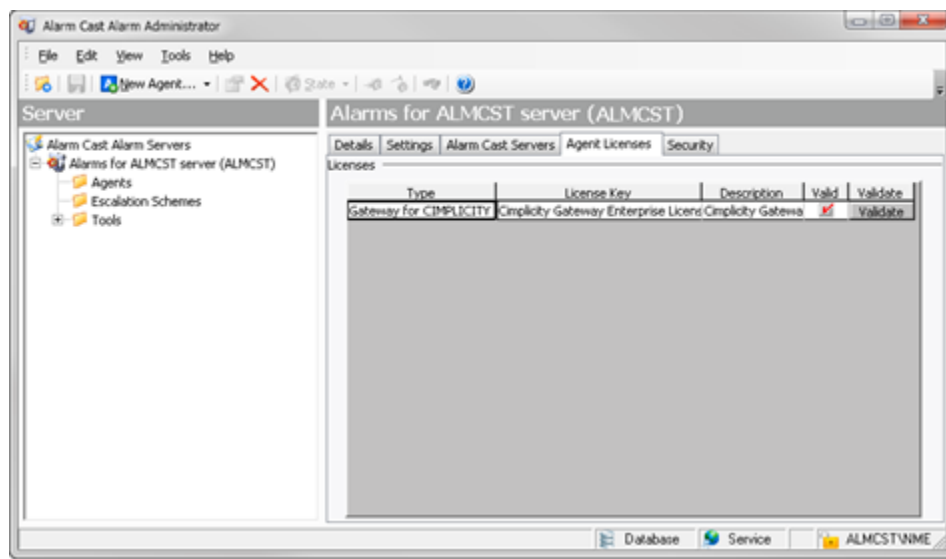 Alarm Cast Alarm Administrator
File Edit View Tools Help
New Agent... State
Server
Alarms for ALMCST server (ALMCST)
Alarm Cast Alarm Servers
Alarms for ALMCST server (ALMCST)
Agents
Escalation Schemes
Tools
Details Settings Alarm Cast Servers Agent Licenses Security
Licenses
Type License Key Description Valid Validate
Gateway for CIMPLICITY Cimplicity Gateway Enterprise Licens Cimplicity Gatewa Validate
Database Service ALMCST\NME